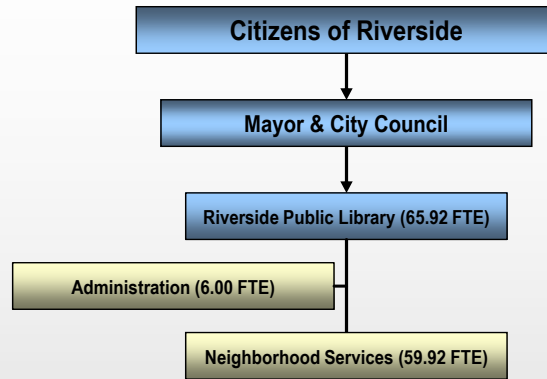 Citizens of Riverside
Mayor & City Council
Riverside Public Library (65.92 FTE)
Administration (6.00 FTE)
Neighborhood Services (59.92 FTE)